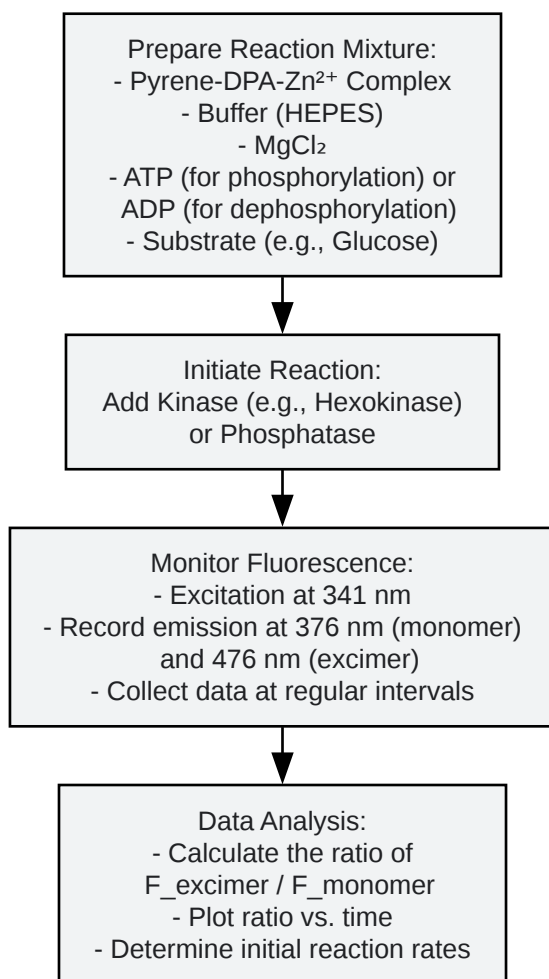 Prepare Reaction Mixture:
- Pyrene-DPA-Zn²⁺ Complex
- Buffer (HEPES)
- MgCl₂
- ATP (for phosphorylation) or
ADP (for dephosphorylation)
- Substrate (e.g., Glucose)
Initiate Reaction:
Add Kinase (e.g., Hexokinase)
or Phosphatase
Monitor Fluorescence:
- Excitation at 341 nm
- Record emission at 376 nm (monomer)
and 476 nm (excimer)
- Collect data at regular intervals
Data Analysis:
- Calculate the ratio of
F_excimer / F_monomer
- Plot ratio vs. time
- Determine initial reaction rates